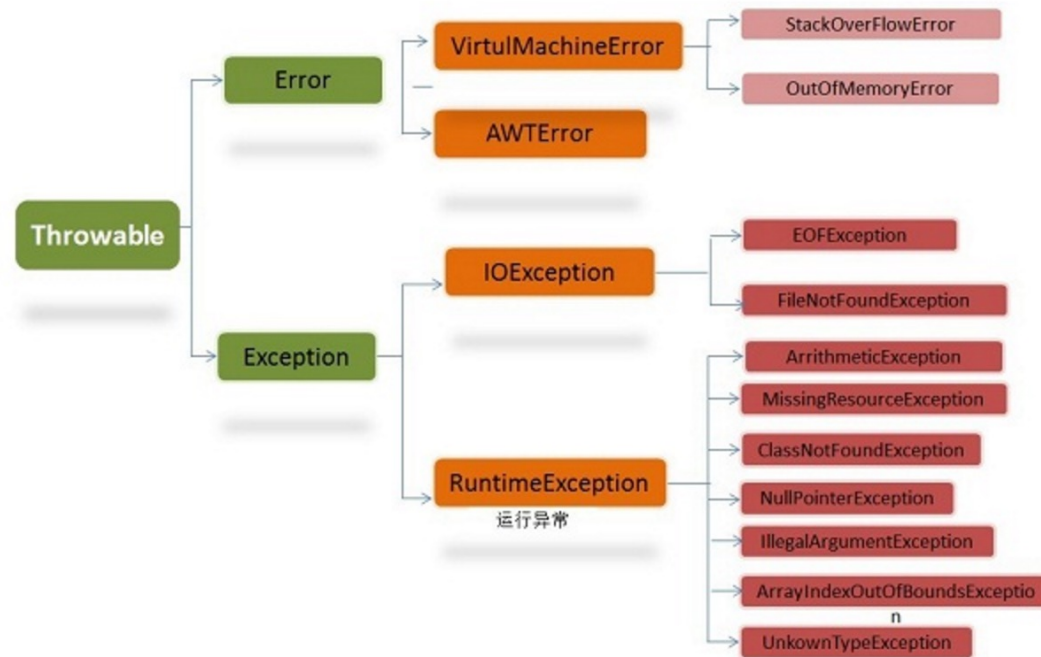 Throwable
Error
VirtulMachineError
StackOverFlowError
OutOfMemoryError
AWTError
Exception
IOException
EOFException
FileNotFoundException
RuntimeException
运行异常
ArrithmeticException
MissingResourceException
ClassNotFoundException
NullPointerException
IllegalArgumentException
ArrayIndexOutOfBoundsExceptio
n
UnkownTypeException